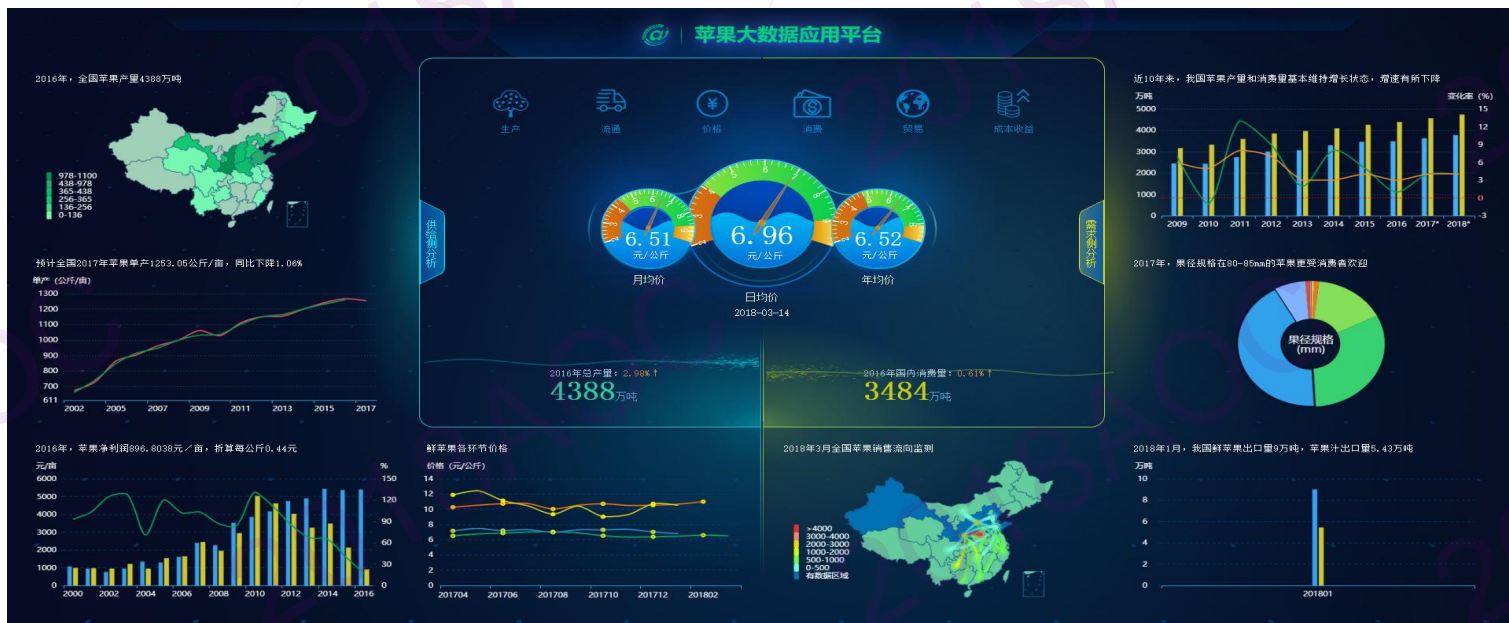 @ 苹果大数据应用平台
2016年，全国苹果产量4388万吨
978-1100
438-978
365-438
256-365
136-256
0-136
预计全国2017年苹果单产1253.05公斤/亩，同比下降1.06%
单产（公斤/亩）
1300
1200
1100
1000
900
800
700
611
2002 2005 2007 2009 2011 2013 2015 2017
2016年，苹果净利润896.8038元／亩，折算每公斤0.44元
元/亩 %
6000 150
5000 120
4000 90
3000 60
2000 30
1000 0
0
2000 2002 2004 2006 2008 2010 2012 2014 2016
生产 流通 价格 消费 贸易 成本收益
供给侧分析
需求侧分析
6.51
元/公斤
月均价
6.96
元/公斤
日均价
2018-03-14
6.52
元/公斤
年均价
2016年总产量：2.98%↑
4388万吨
2016年国内消费量：0.61%↑
3484万吨
鲜苹果各环节价格
价格（元/公斤）
14
12
10
8
6
4
2
0
201704 201706 201708 201710 201712 201802
2018年3月全国苹果销售流向监测
>4000
3000-4000
2000-3000
1000-2000
500-1000
0-500
有数据区域
近10年来，我国苹果产量和消费量基本维持增长状态，增速有所下降
万吨 变化率（%）
5000 15
4000 12
3000 9
2000 6
1000 3
0 0
-3
2009 2010 2011 2012 2013 2014 2015 2016 2017* 2018*
2017年，果径规格在80-85mm的苹果更受消费者欢迎
果径规格
(mm)
2018年1月，我国鲜苹果出口量9万吨，苹果汁出口量5.43万吨
万吨
10
8
6
4
2
0
201801